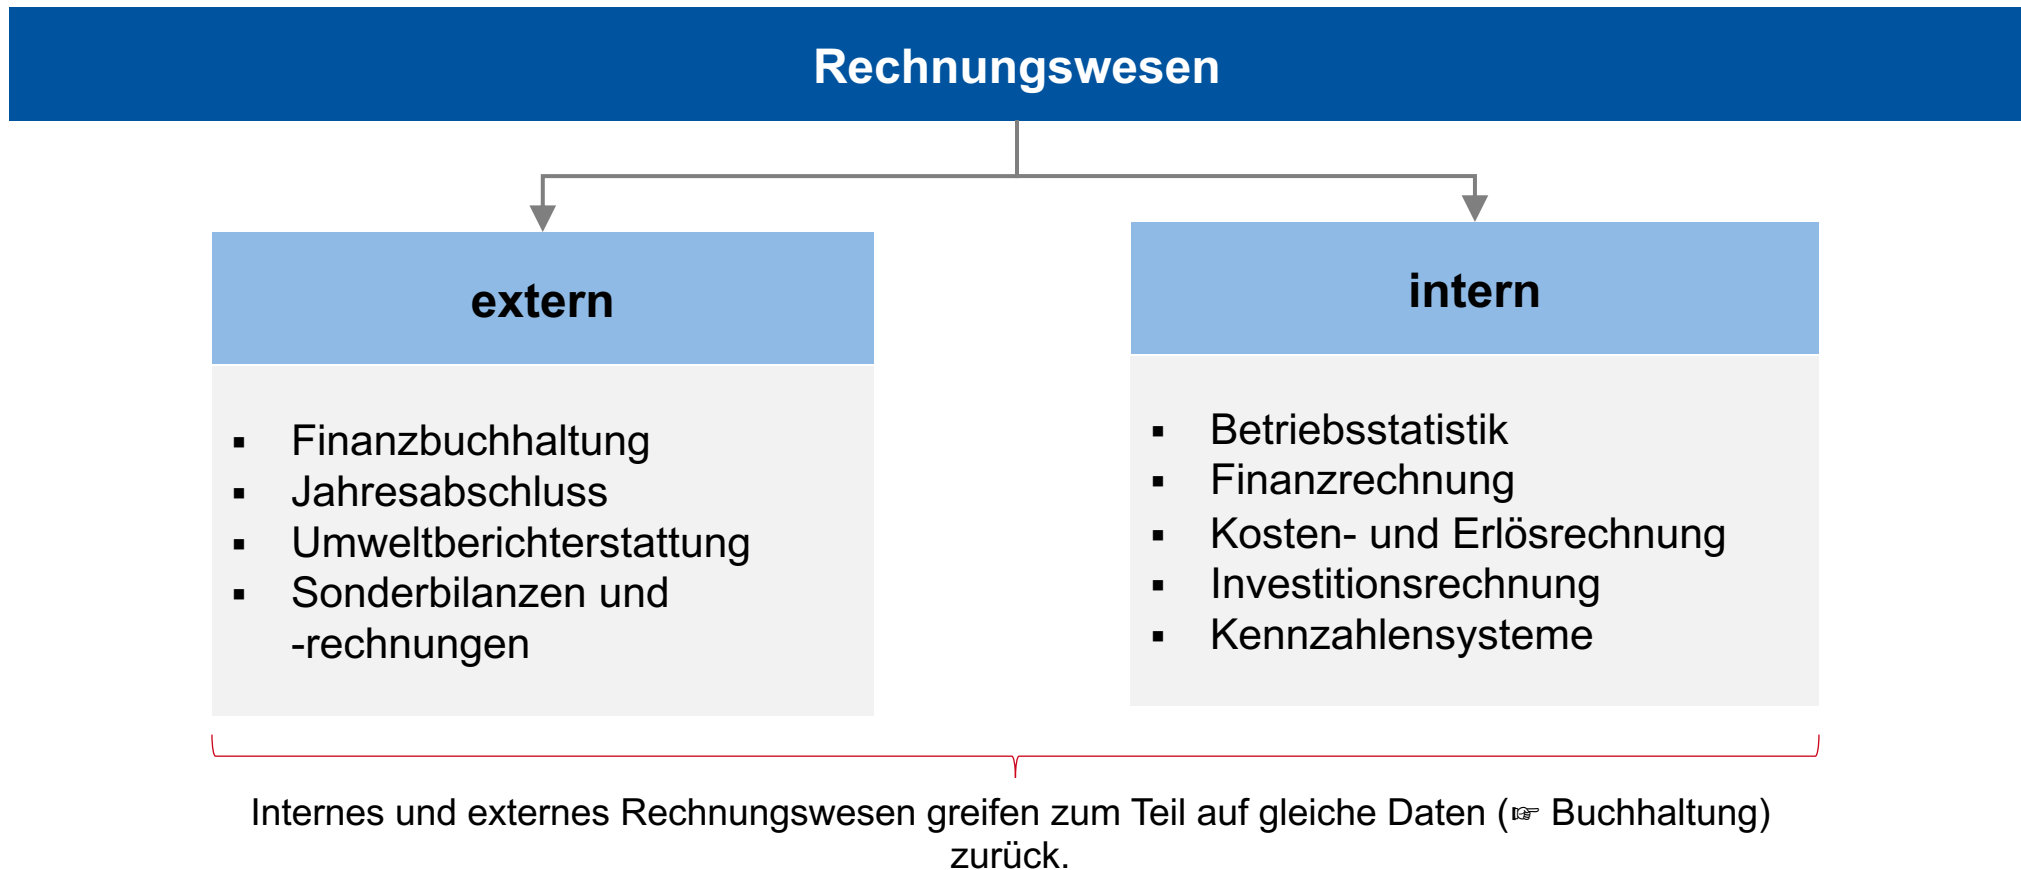 Rechnungswesen
extern
▪ Finanzbuchhaltung
▪ Jahresabschluss
▪ Umweltberichterstattung
▪ Sonderbilanzen und
-rechnungen
intern
▪ Betriebsstatistik
▪ Finanzrechnung
▪ Kosten- und Erlösrechnung
▪ Investitionsrechnung
▪ Kennzahlensysteme
Internes und externes Rechnungswesen greifen zum Teil auf gleiche Daten (☞ Buchhaltung)
zurück.